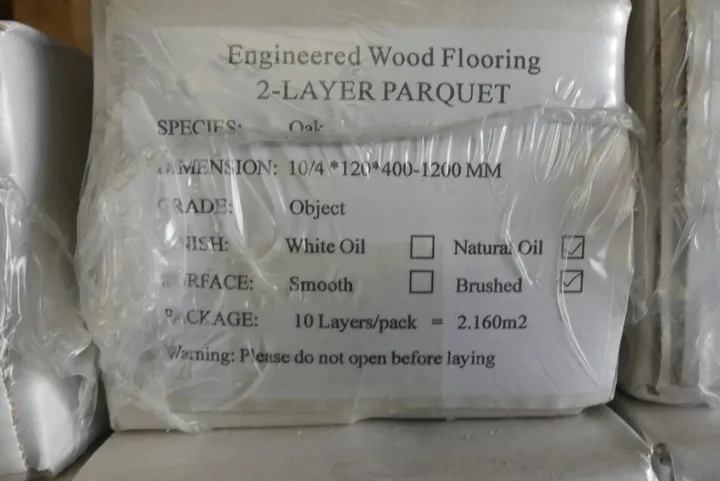 Engineered Wood Flooring
2-LAYER PARQUET
SPECIES: Oak
DIMENSION: 10/4 *120*400-1200 MM
GRADE: Object
FINISH: White Oil ☐ Natural Oil ☑
SURFACE: Smooth ☐ Brushed ☑
PACKAGE: 10 Layers/pack = 2.160m2
Warning: Please do not open before laying